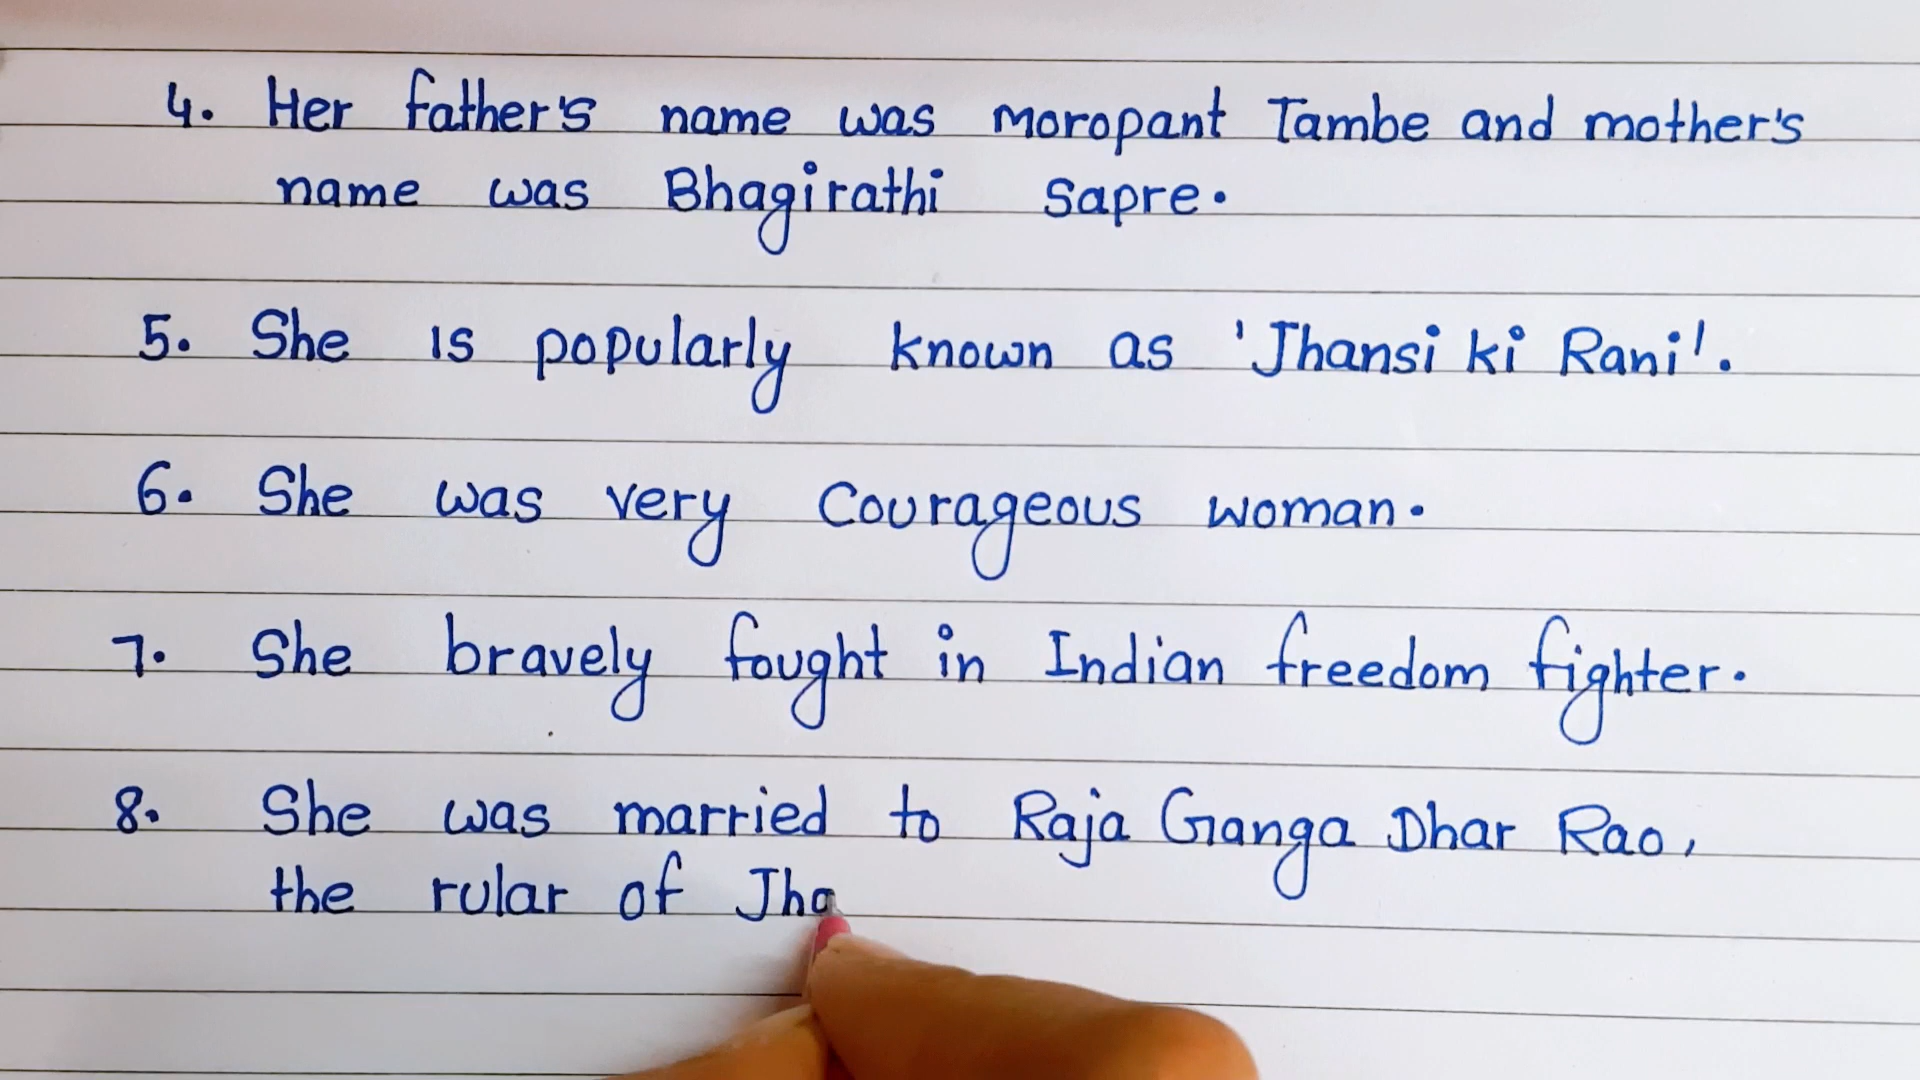 4. Her father's name was Moropant Tambe and mother's
name was Bhagirathi Sapre.
5. She is popularly known as 'Jhansi ki Rani'.
6. She was very Courageous woman.
7. She bravely fought in Indian freedom fighter.
8. She was married to Raja Ganga Dhar Rao,
the rular of Jha